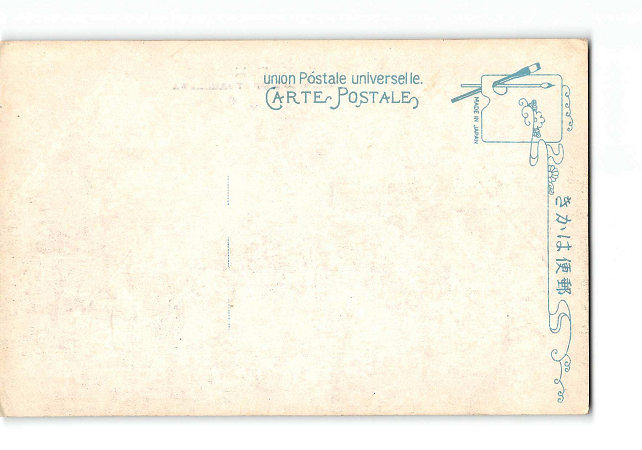 union Postale universelle.
CARTE POSTALE
MADE IN JAPAN
きかは便郵